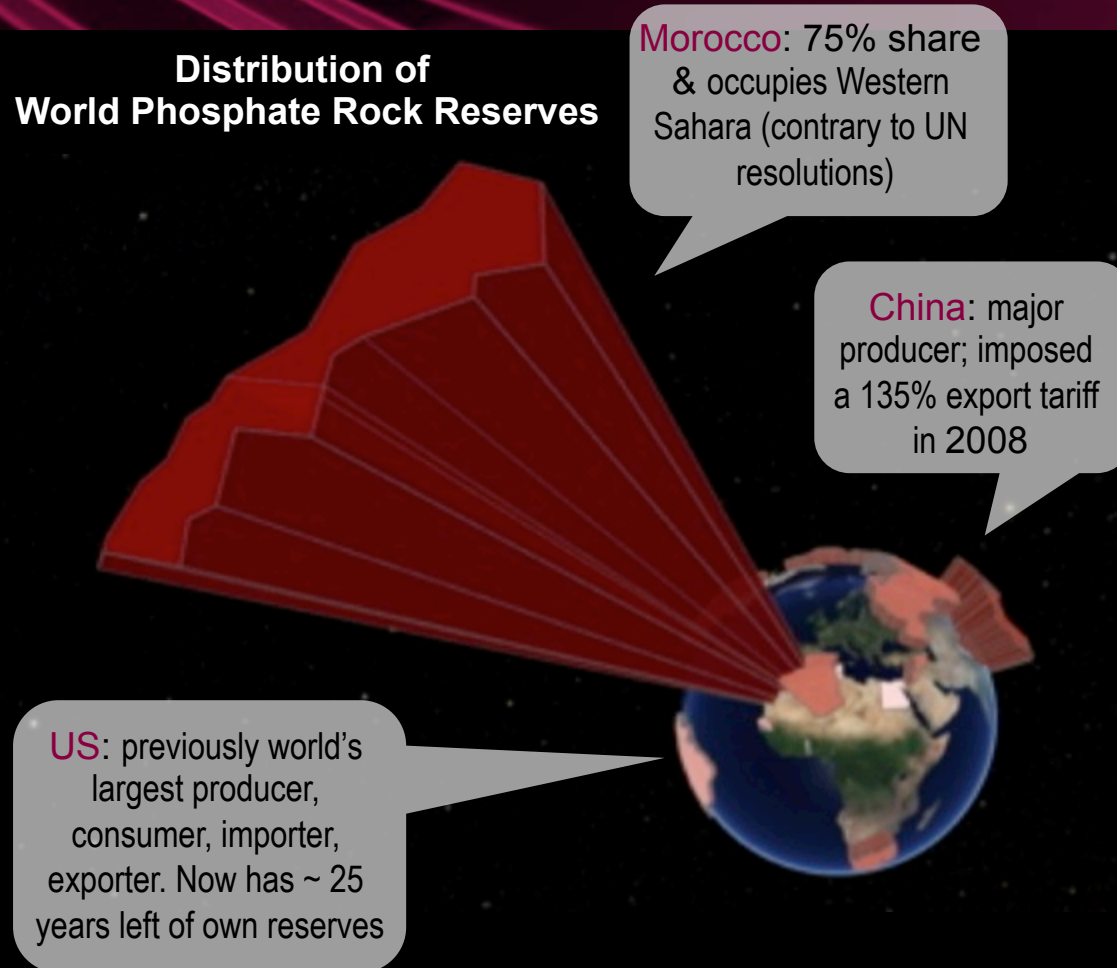 Distribution of
World Phosphate Rock Reserves
Morocco: 75% share
& occupies Western
Sahara (contrary to UN
resolutions)
China: major
producer; imposed
a 135% export tariff
in 2008
US: previously world's
largest producer,
consumer, importer,
exporter. Now has ~ 25
years left of own reserves